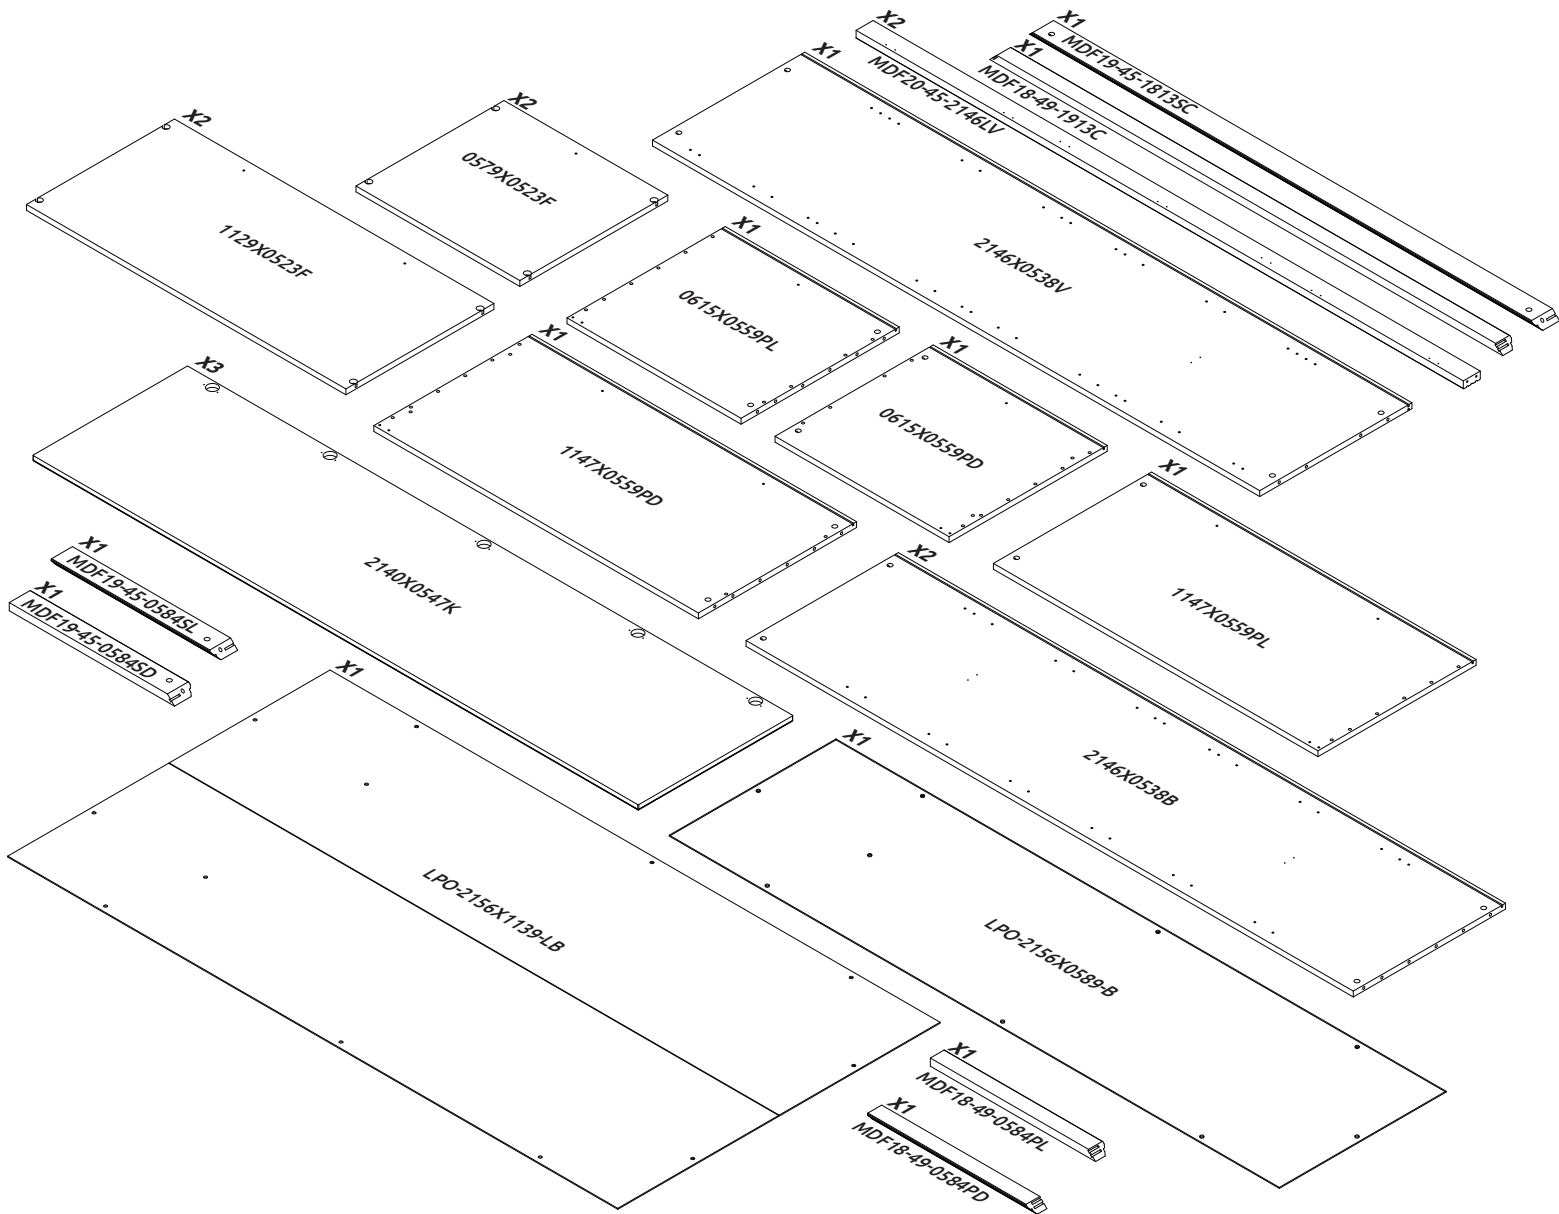 X2
MDF20-45-2146LV
X1
MDF19-45-1813SC
X1
MDF18-49-1913C
X1
2146X0538V
X2
0579X0523F
X2
1129X0523F
X1
0615X0559PL
X1
1147X0559PD
X1
0615X0559PD
X3
2140X0547K
X1
1147X0559PL
X1
MDF19-45-0584SL
X1
MDF19-45-0584SD
X2
2146X0538B
X1
LPO-2156X1139-LB
X1
LPO-2156X0589-B
X1
MDF18-49-0584PL
X1
MDF18-49-0584PD